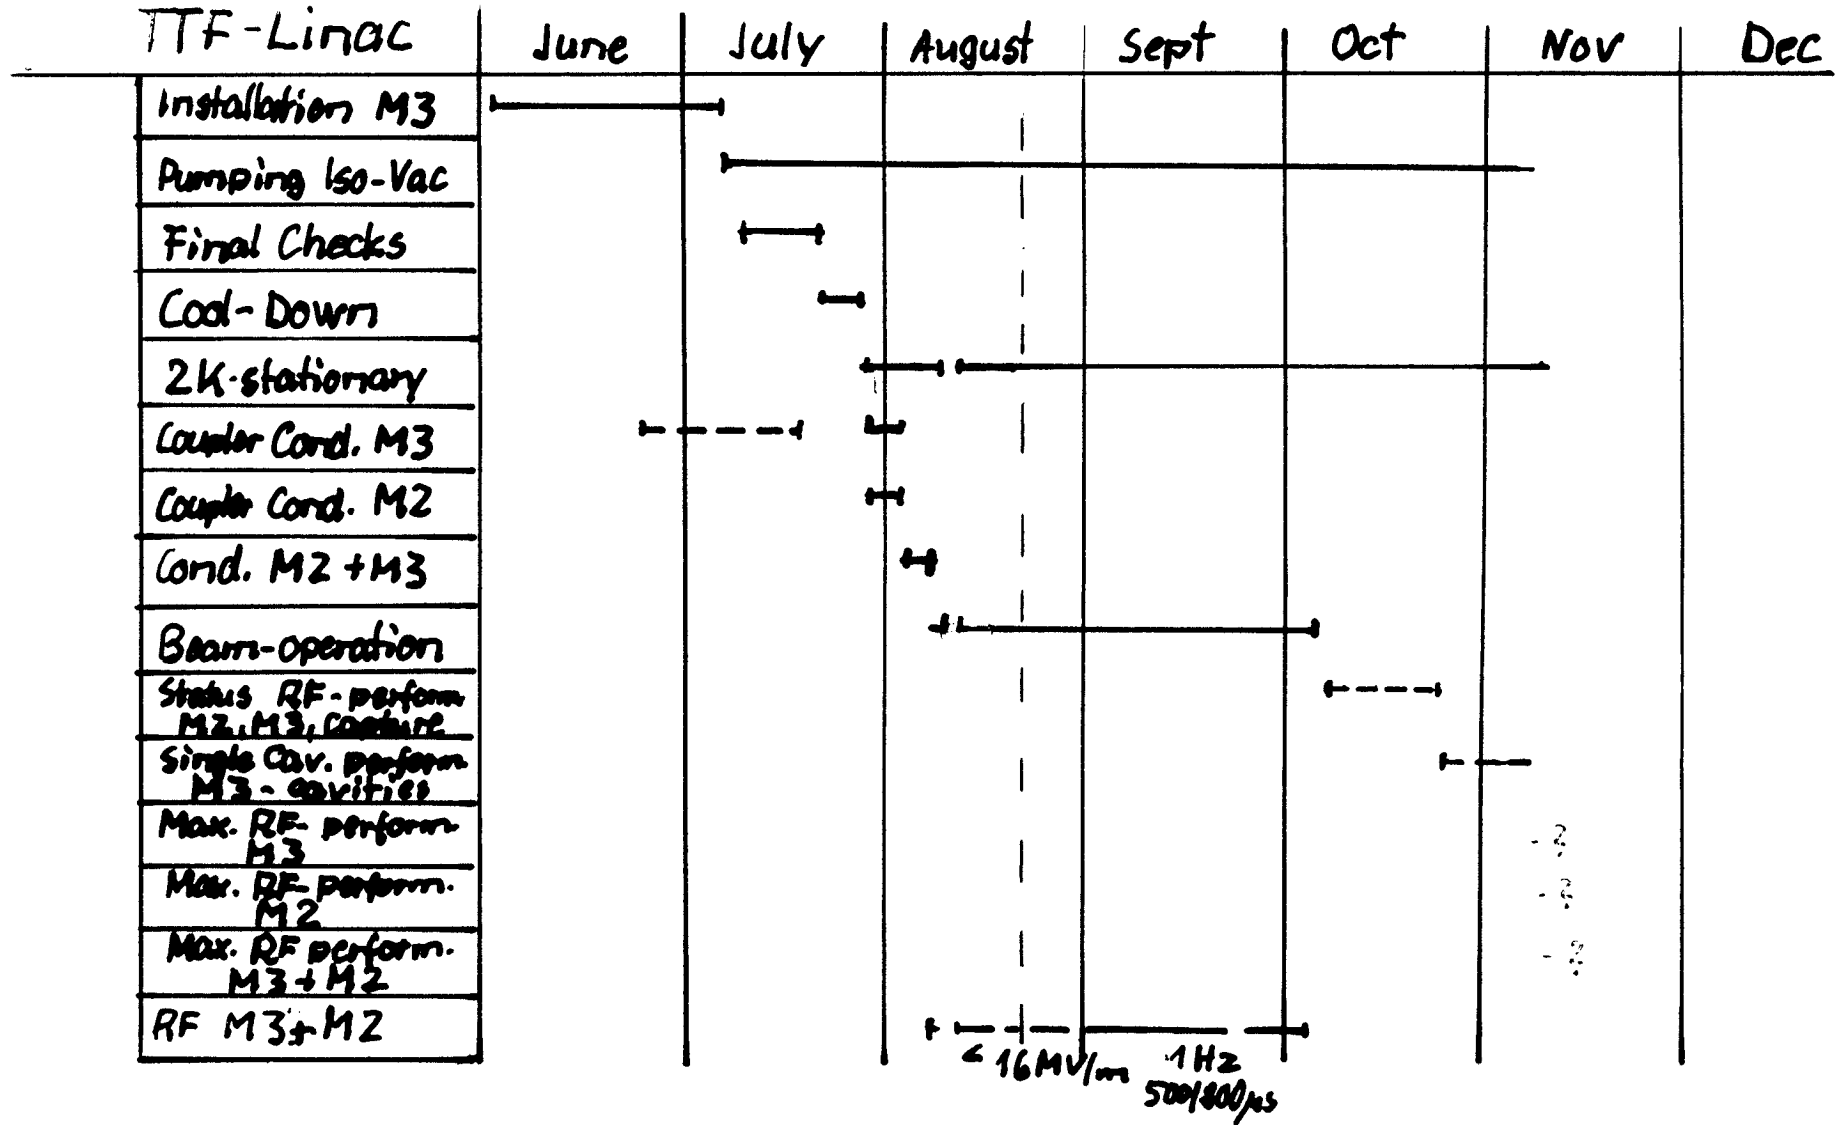 TTF-Linac June July August Sept Oct Nov Dec
Installation M3
Pumping Iso-Vac
Final Checks
Cool-Down
2K-stationary
Coupler Cond. M3
Coupler Cond. M2
Cond. M2+M3
Beam-operation
Status RF-perform
M2, M3, capture
Single Cav. perform
M3-cavities
Max. RF-perform
M3
- ?
Max. RF-perform.
M2
- ?
Max. RF perform.
M3+M2
- ?
RF M3+M2
< 16MV/m 1Hz
500/800µs